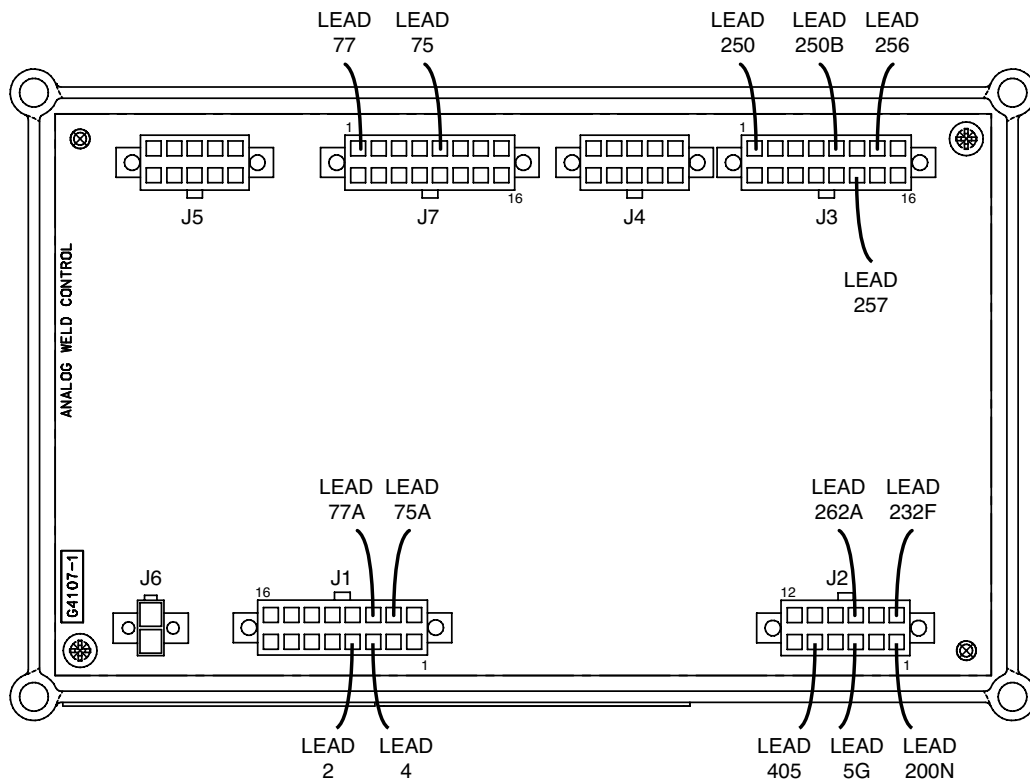 LEAD 77
LEAD 75
LEAD 250
LEAD 250B
LEAD 256
1
1
16
16
J5
J7
J4
J3
LEAD 257
ANALOG WELD CONTROL
LEAD 77A
LEAD 75A
LEAD 262A
LEAD 232F
G4107-1
J6
16
J1
12
J2
1
1
LEAD 2
LEAD 4
LEAD 405
LEAD 5G
LEAD 200N